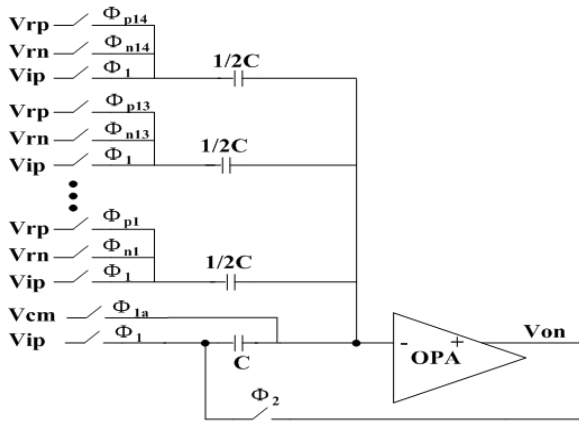 Vrp Φp14
Vrn Φn14
Vip Φ1
1/2C
Vrp Φp13
Vrn Φn13
Vip Φ1
1/2C
Vrp Φp1
Vrn Φn1
Vip Φ1
1/2C
Vcm Φ1a
Vip Φ1
C
- +
OPA
Von
Φ2